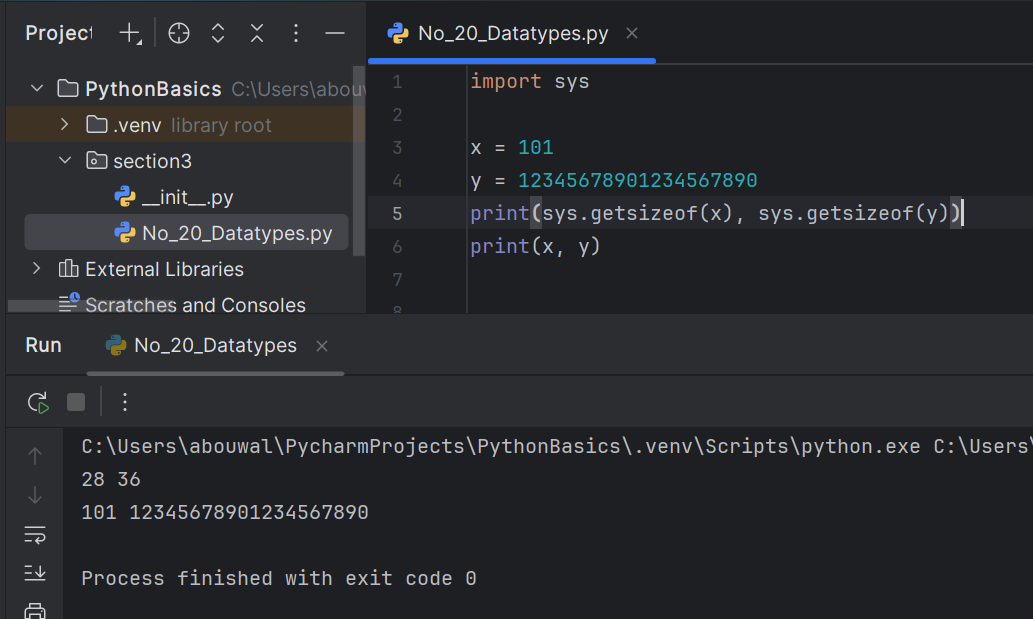 Project
No_20_Datatypes.py
PythonBasics C:\Users\abouw
.venv library root
section3
__init__.py
No_20_Datatypes.py
External Libraries
Scratches and Consoles
1 import sys
2
3 x = 101
4 y = 12345678901234567890
5 print(sys.getsizeof(x), sys.getsizeof(y))
6 print(x, y)
7
8
Run No_20_Datatypes
C:\Users\abouwal\PycharmProjects\PythonBasics\.venv\Scripts\python.exe C:\Users\
28 36
101 12345678901234567890
Process finished with exit code 0